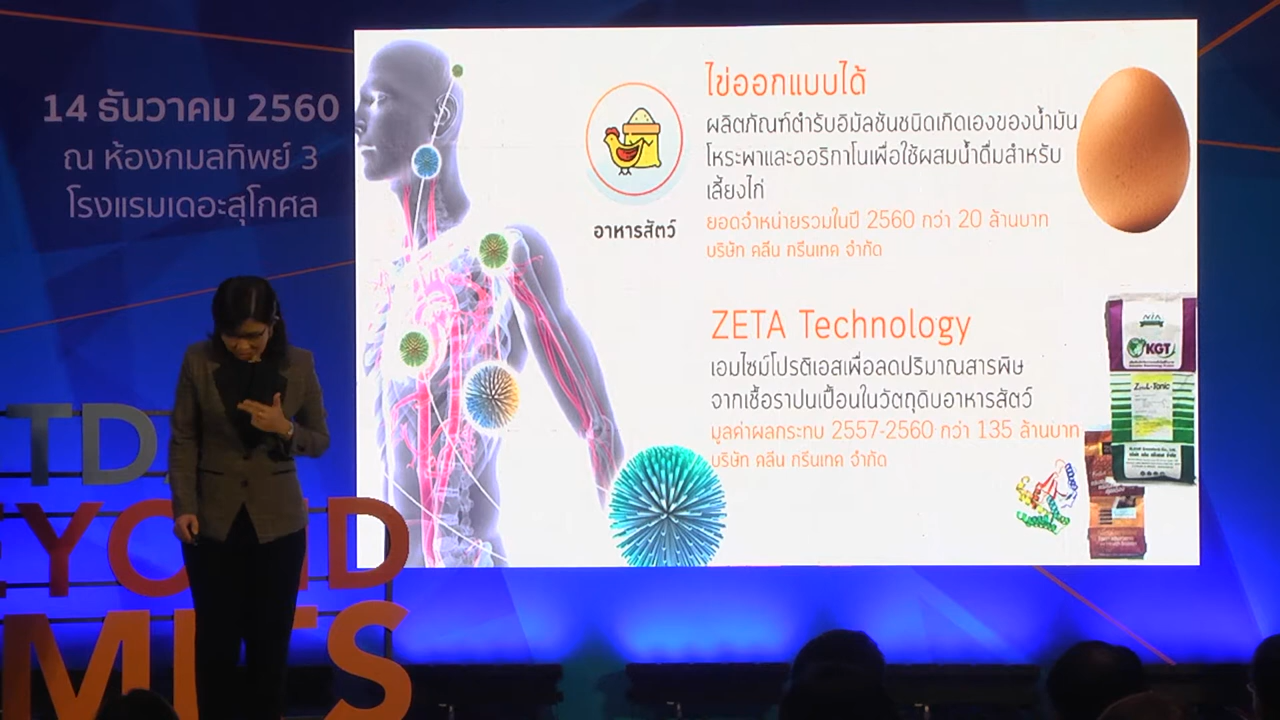 14 ธันวาคม 2560
ณ ห้องกมลทิพย์ 3
โรงแรมเดอะสุโกศล
ไข่ออกแบบได้
ผลิตภัณฑ์ตำรับอิมัลชันชนิดเกิดเองของน้ำมัน
โหระพาและออริกาโนเพื่อใช้ผสมน้ำดื่มสำหรับ
เลี้ยงไก่
ยอดจำหน่ายรวมในปี 2560 กว่า 20 ล้านบาท
บริษัท คลีน กรีนเทค จำกัด
อาหารสัตว์
ZETA Technology
เอมไซม์โปรติเอสเพื่อลดปริมาณสารพิษ
จากเชื้อราปนเปื้อนในวัตถุดิบอาหารสัตว์
มูลค่าผลกระทบ 2557-2560 กว่า 135 ล้านบาท
บริษัท คลีน กรีนเทค จำกัด
KGT